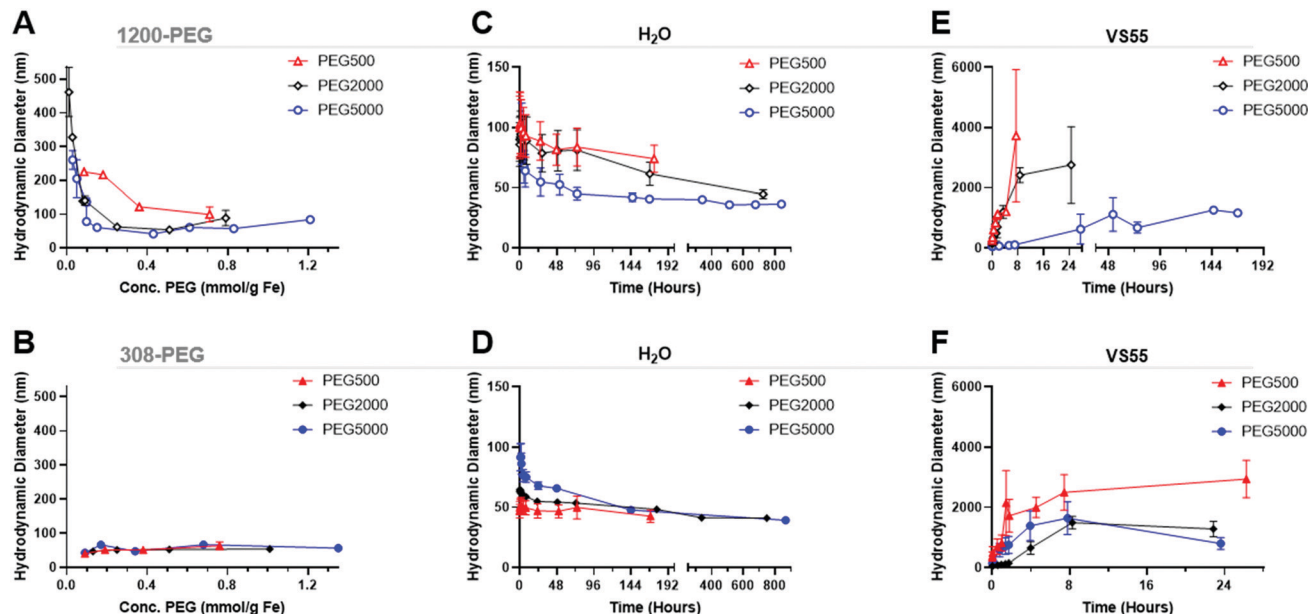 A
1200-PEG
Hydrodynamic Diameter (nm)
500
400
300
200
100
0
0.0 0.4 0.8 1.2
Conc. PEG (mmol/g Fe)
PEG500
PEG2000
PEG5000
C
H₂O
Hydrodynamic Diameter (nm)
150
100
50
0
0 48 96 144 192 400 500 600 700 800
Time (Hours)
PEG500
PEG2000
PEG5000
E
VS55
Hydrodynamic Diameter (nm)
6000
4000
2000
0
0 8 16 24 48 96 144 192
Time (Hours)
PEG500
PEG2000
PEG5000
B
308-PEG
Hydrodynamic Diameter (nm)
500
400
300
200
100
0
0.0 0.4 0.8 1.2
Conc. PEG (mmol/g Fe)
PEG500
PEG2000
PEG5000
D
H₂O
Hydrodynamic Diameter (nm)
150
100
50
0
0 48 96 144 192 400 500 600 700 800
Time (Hours)
PEG500
PEG2000
PEG5000
F
VS55
Hydrodynamic Diameter (nm)
6000
4000
2000
0
0 8 16 24
Time (Hours)
PEG500
PEG2000
PEG5000